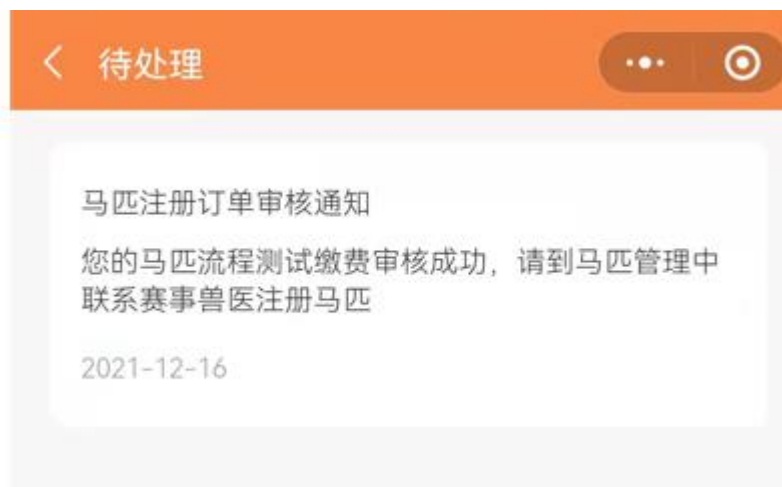 待处理
马匹注册订单审核通知
您的马匹流程测试缴费审核成功，请到马匹管理中
联系赛事兽医注册马匹
2021-12-16